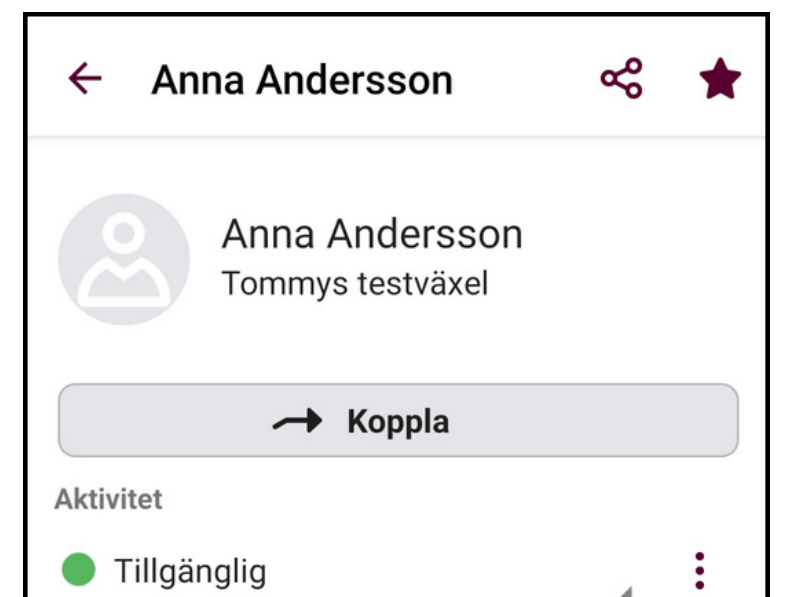 Anna Andersson
Anna Andersson
Tommys testväxel
Koppla
Aktivitet
Tillgänglig